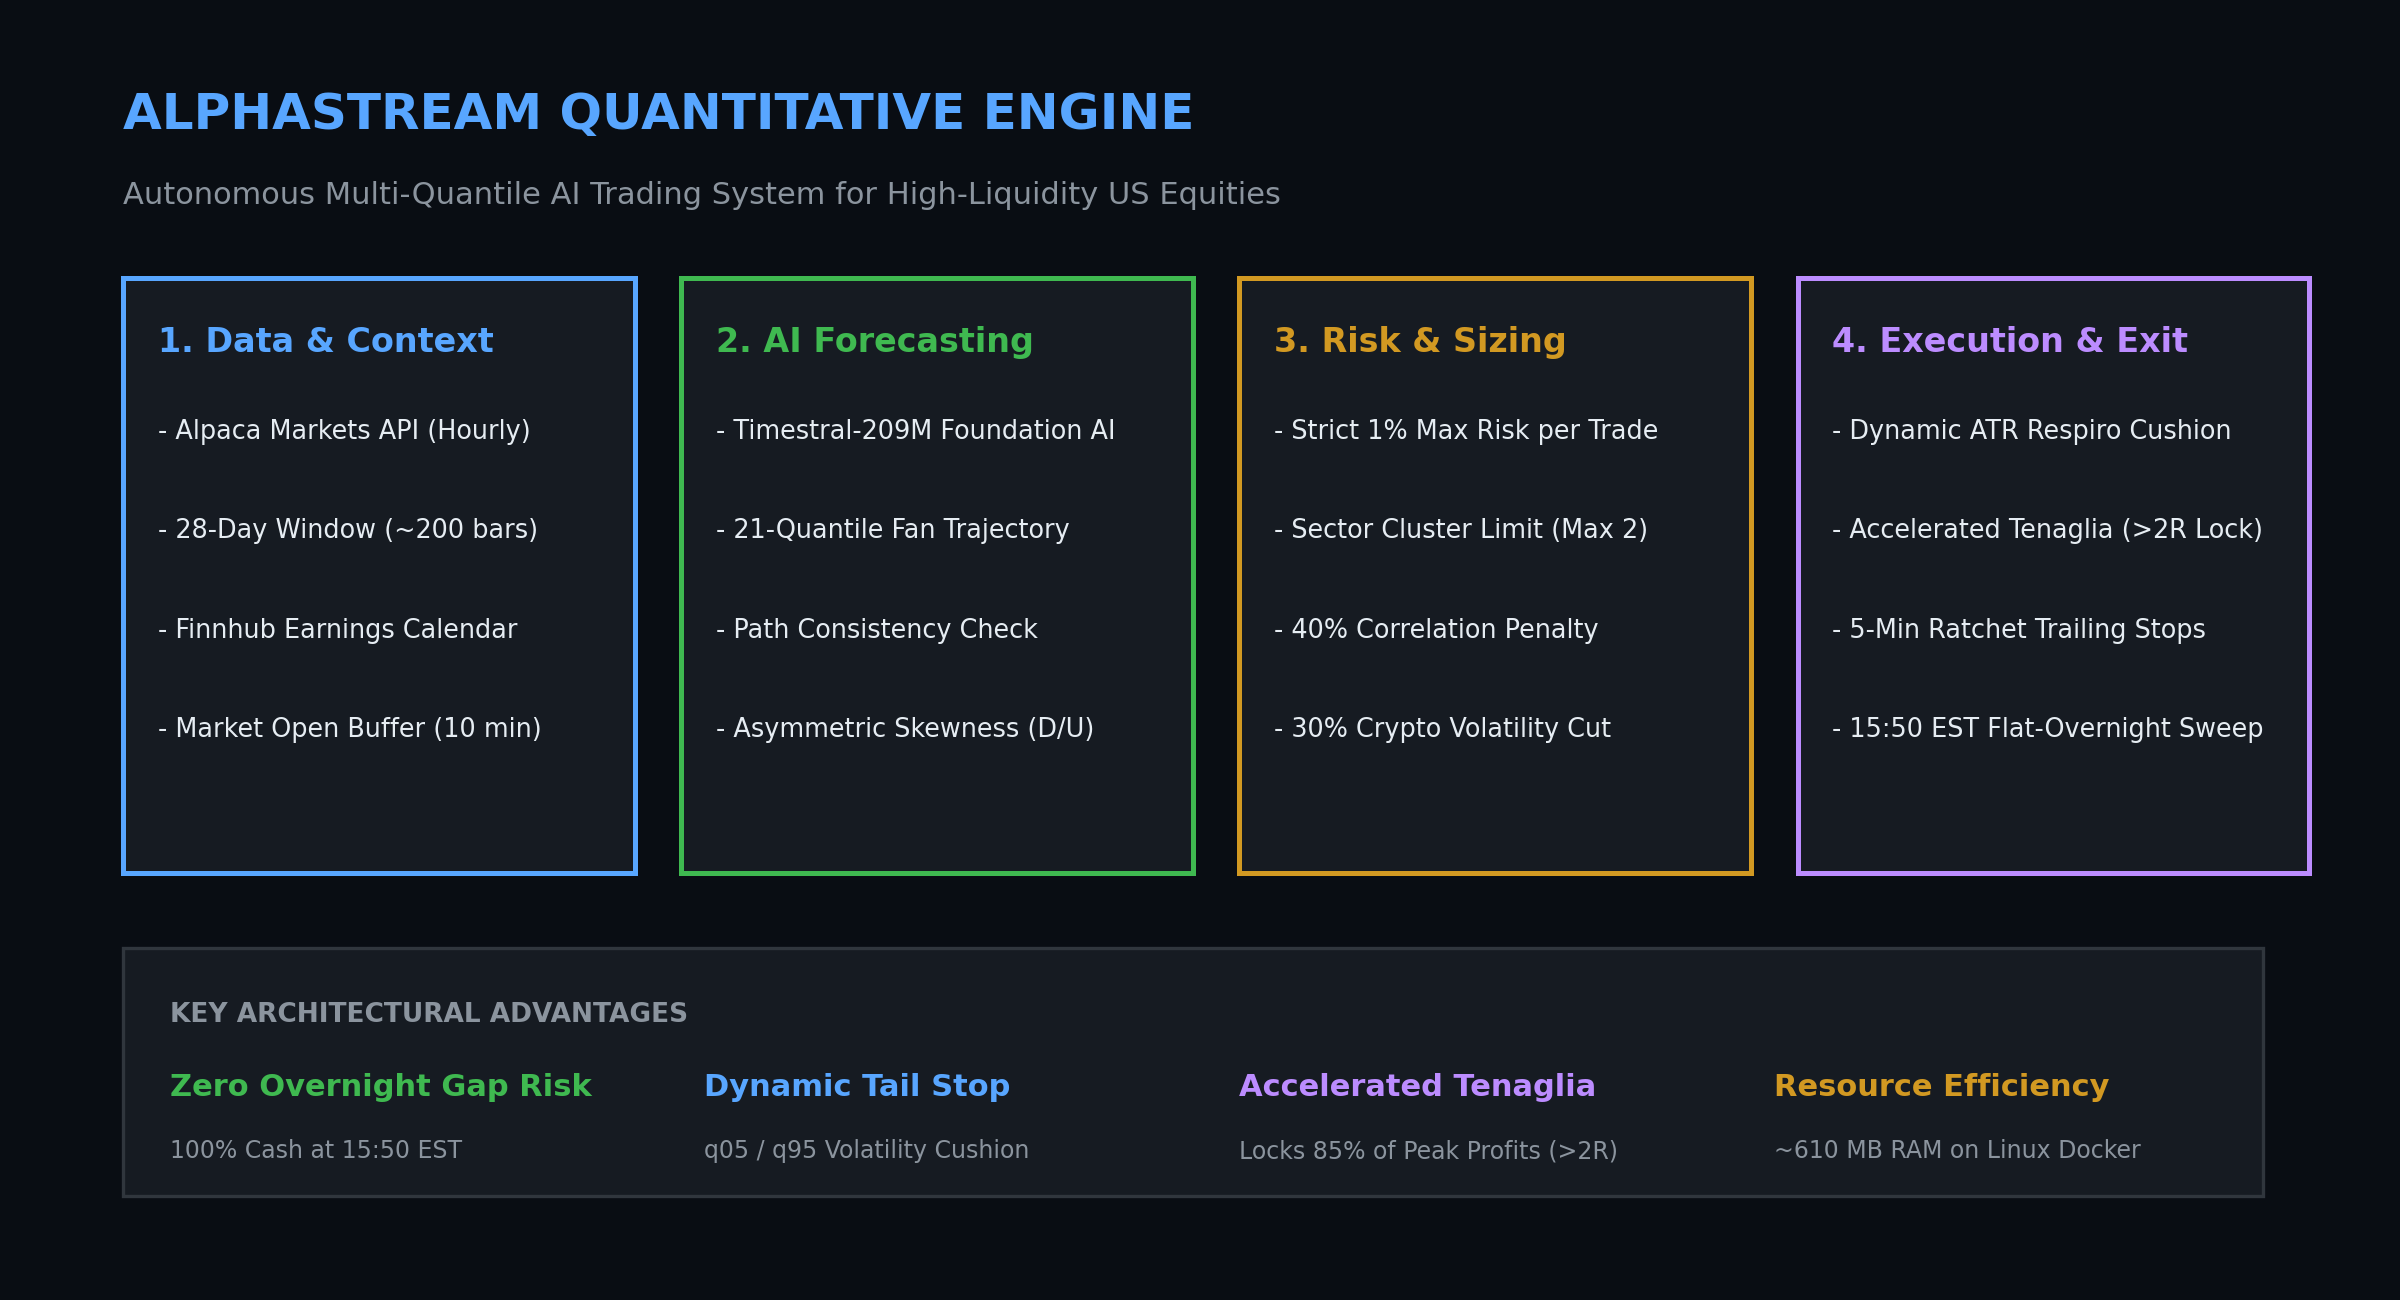 ALPHASTREAM QUANTITATIVE ENGINE
Autonomous Multi-Quantile AI Trading System for High-Liquidity US Equities
1. Data & Context
- Alpaca Markets API (Hourly)
- 28-Day Window (~200 bars)
- Finnhub Earnings Calendar
- Market Open Buffer (10 min)
2. AI Forecasting
- Timestral-209M Foundation AI
- 21-Quantile Fan Trajectory
- Path Consistency Check
- Asymmetric Skewness (D/U)
3. Risk & Sizing
- Strict 1% Max Risk per Trade
- Sector Cluster Limit (Max 2)
- 40% Correlation Penalty
- 30% Crypto Volatility Cut
4. Execution & Exit
- Dynamic ATR Respiro Cushion
- Accelerated Tenaglia (>2R Lock)
- 5-Min Ratchet Trailing Stops
- 15:50 EST Flat-Overnight Sweep
KEY ARCHITECTURAL ADVANTAGES
Zero Overnight Gap Risk
100% Cash at 15:50 EST
Dynamic Tail Stop
q05 / q95 Volatility Cushion
Accelerated Tenaglia
Locks 85% of Peak Profits (>2R)
Resource Efficiency
~610 MB RAM on Linux Docker